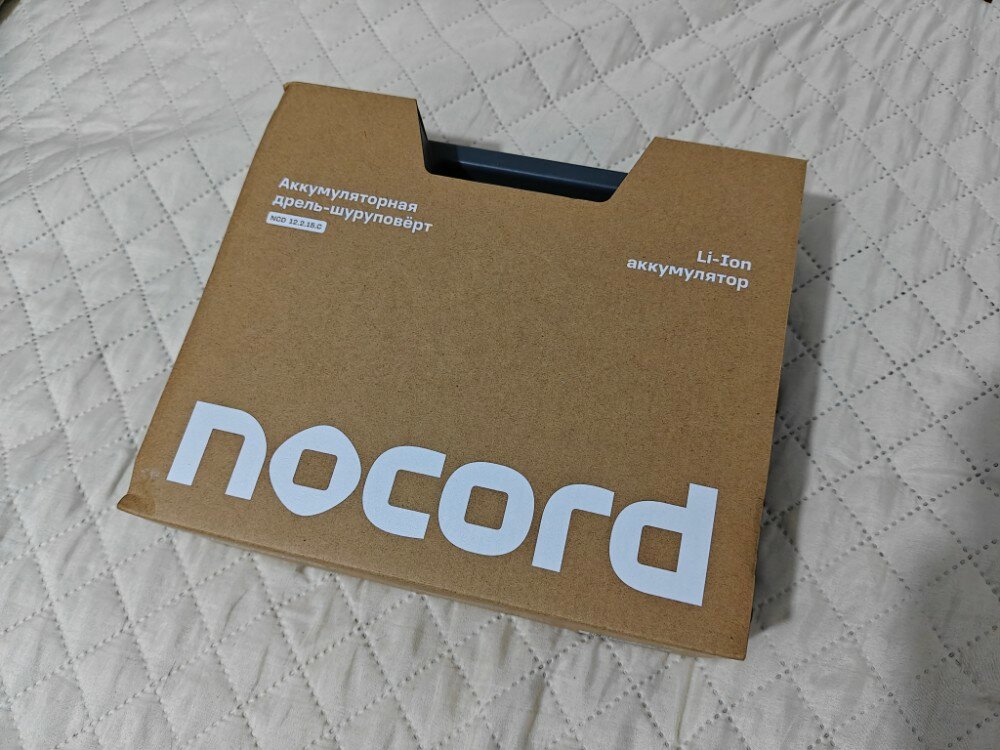 Аккумуляторная
дрель-шуруповёрт
NCD 12.2.15.C
Li-Ion
аккумулятор
nocord